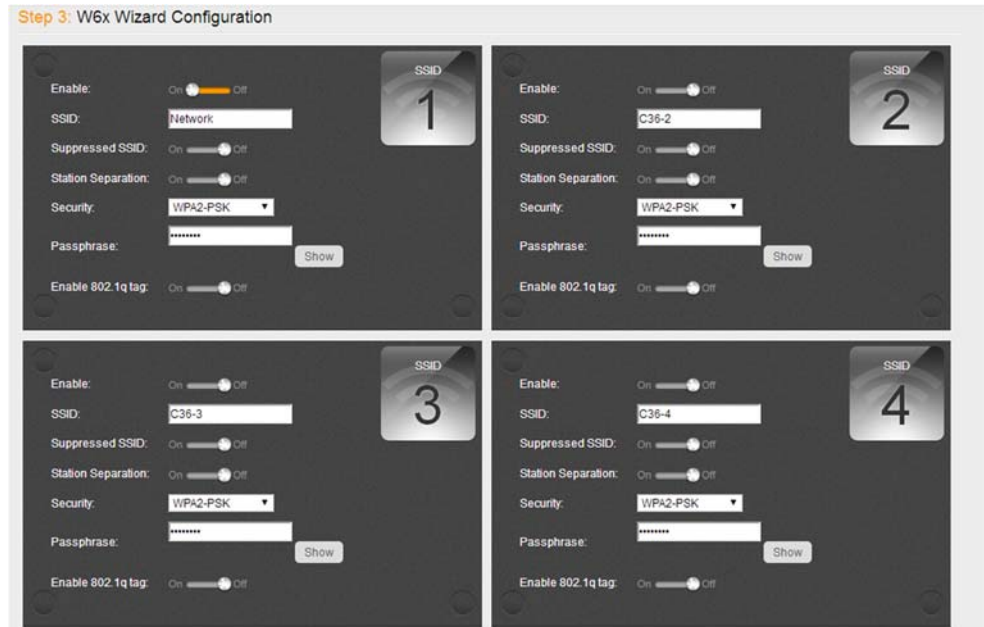 Step 3: W6x Wizard Configuration
SSID
1
Enable: On Off
SSID: Network
Suppressed SSID: On Off
Station Separation: On Off
Security: WPA2-PSK
Passphrase: ••••••••
Show
Enable 802.1q tag: On Off
SSID
2
Enable: On Off
SSID: C36-2
Suppressed SSID: On Off
Station Separation: On Off
Security: WPA2-PSK
Passphrase: ••••••••
Show
Enable 802.1q tag: On Off
SSID
3
Enable: On Off
SSID: C36-3
Suppressed SSID: On Off
Station Separation: On Off
Security: WPA2-PSK
Passphrase: ••••••••
Show
Enable 802.1q tag: On Off
SSID
4
Enable: On Off
SSID: C36-4
Suppressed SSID: On Off
Station Separation: On Off
Security: WPA2-PSK
Passphrase: ••••••••
Show
Enable 802.1q tag: On Off